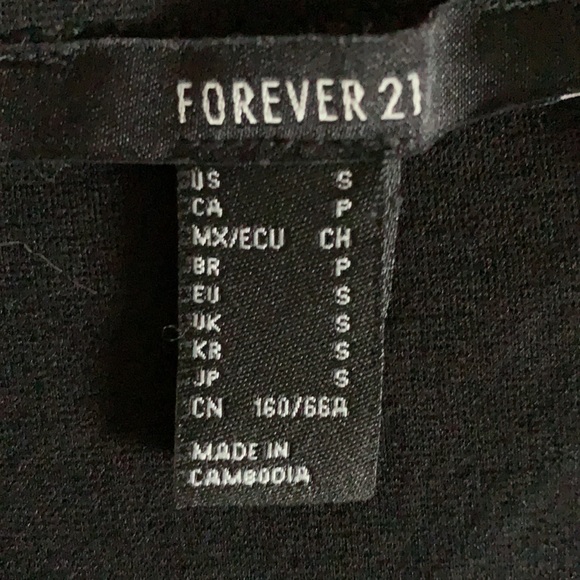 FOREVER 21
US S
CA P
MX/ECU CH
BR P
EU S
UK S
KR S
JP S
CN 160/66A
MADE IN
CAMBODIA